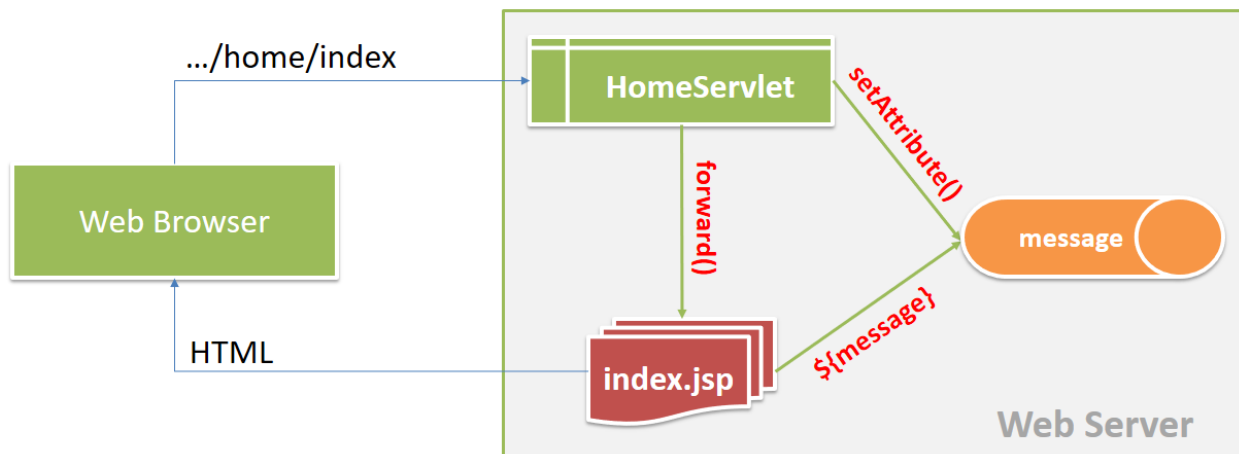 .../home/index
HomeServlet
setAttribute()
forward()
Web Browser
message
${message}
HTML
index.jsp
Web Server